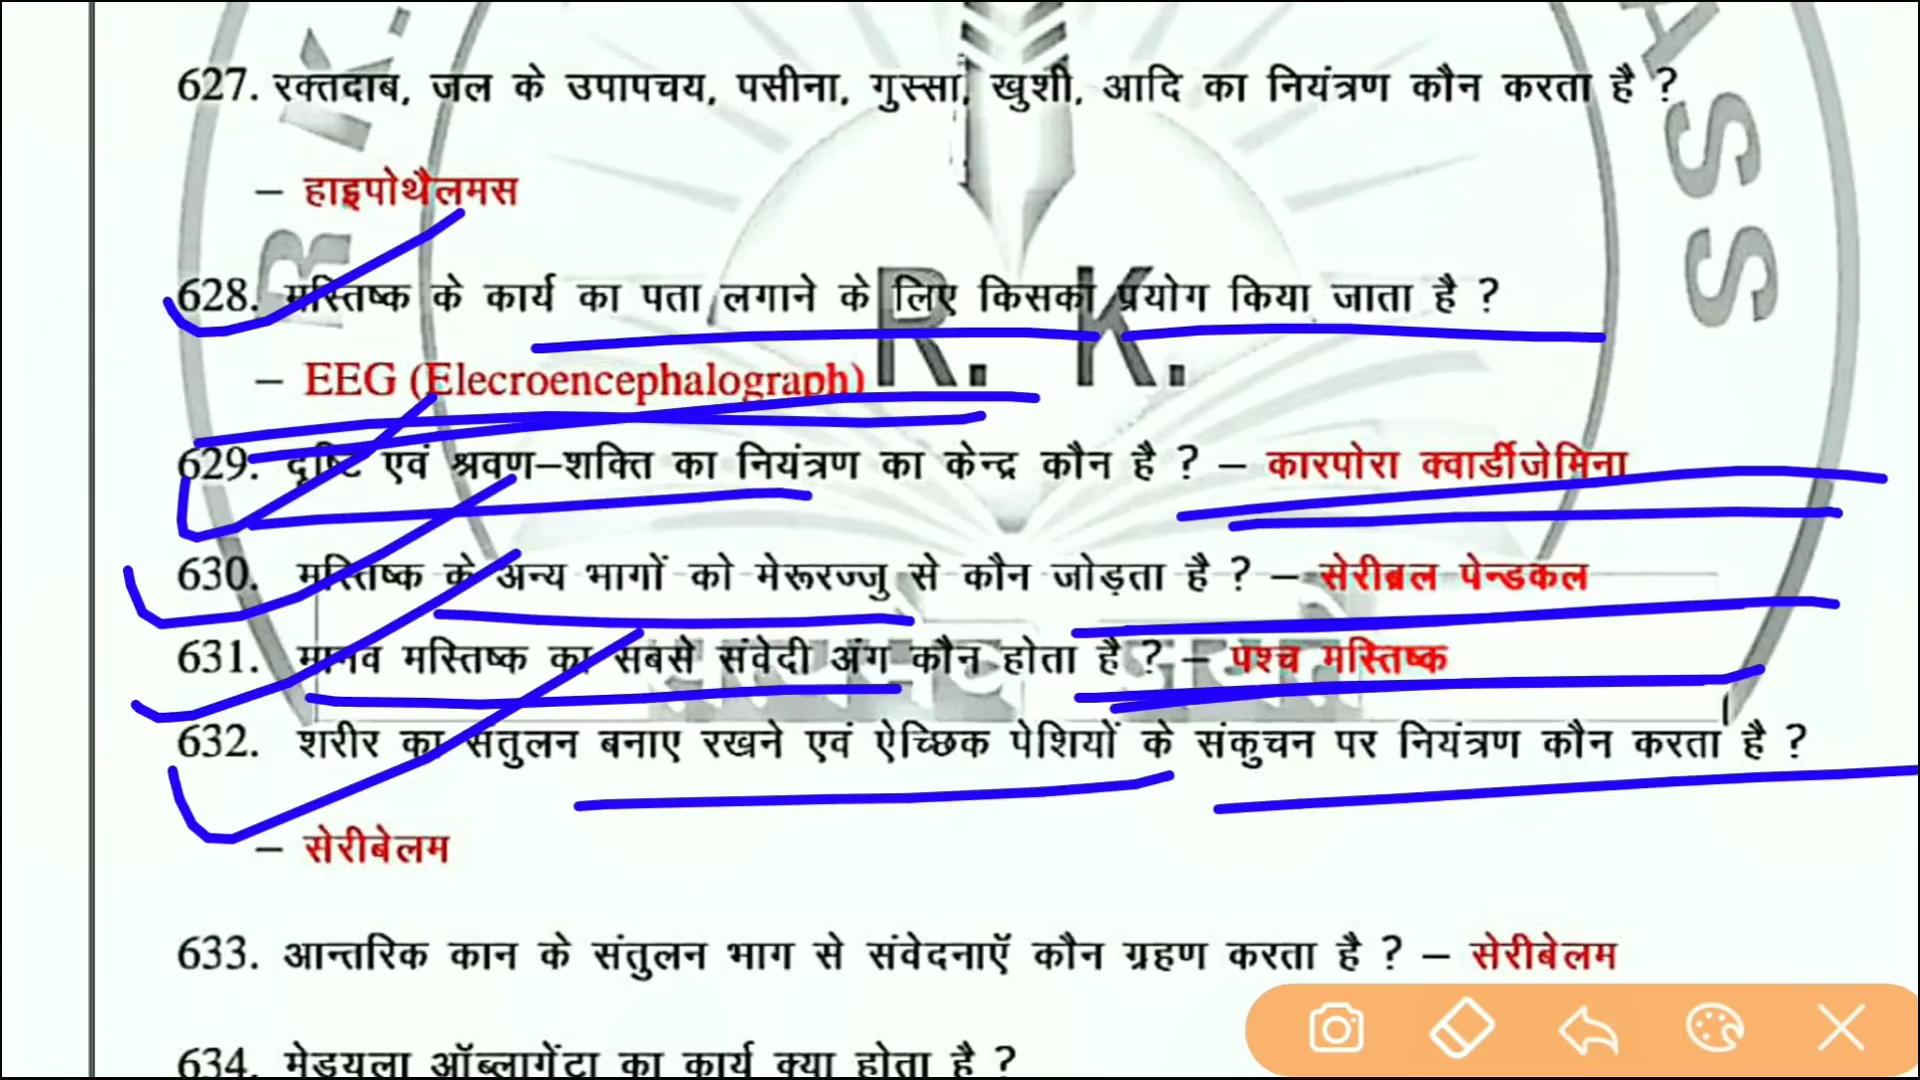 627. रक्तदाब, जल के उपापचय, पसीना, गुस्सा, खुशी, आदि का नियंत्रण कौन करता है ?
– हाइपोथैलमस
628. मस्तिष्क के कार्य का पता लगाने के लिए किसका प्रयोग किया जाता है ?
– EEG (Elecroencephalograph)
629. दृष्टि एवं श्रवण–शक्ति का नियंत्रण का केन्द्र कौन है ? – कारपोरा क्वार्डीजेमिना
630. मस्तिष्क के अन्य भागों को मेरूरज्जु से कौन जोड़ता है ? – सेरीब्रल पेन्डकल
631. मानव मस्तिष्क का सबसे संवेदी अंग कौन होता है ? – पश्च मस्तिष्क
632. शरीर का संतुलन बनाए रखने एवं ऐच्छिक पेशियों के संकुचन पर नियंत्रण कौन करता है ?
– सेरीबेलम
633. आन्तरिक कान के संतुलन भाग से संवेदनाएॅ कौन ग्रहण करता है ? – सेरीबेलम
634. मेडयूला ऑब्लागेंटा का कार्य क्या होता है ?
R. K.
R. K.
ASS